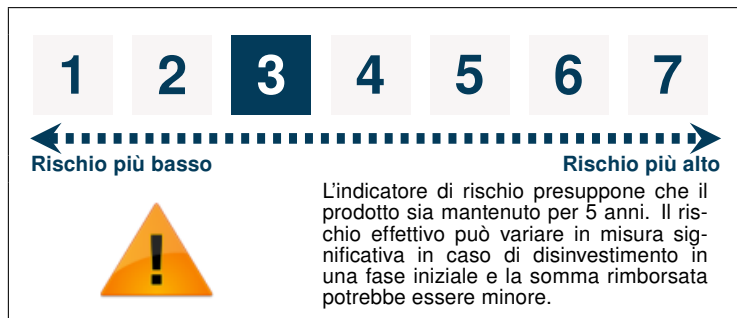 1 2 3 4 5 6 7
Rischio più basso Rischio più alto
L'indicatore di rischio presuppone che il
prodotto sia mantenuto per 5 anni. Il ris-
chio effettivo può variare in misura sig-
nificativa in caso di disinvestimento in
una fase iniziale e la somma rimborsata
potrebbe essere minore.